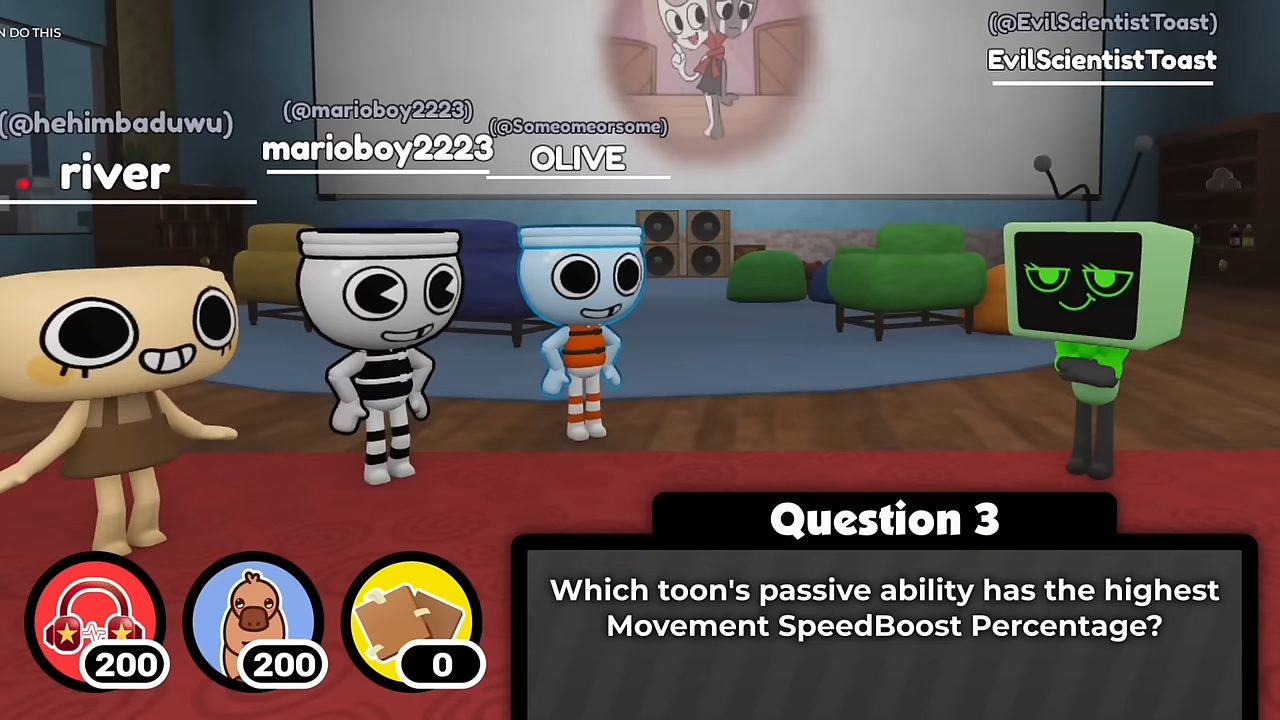 N DO THIS
(@EvilScientistToast)
EvilScientistToast
(@hehimbaduwu)
river
(@marioboy2223)
marioboy2223
(@Someomeorsome)
OLIVE
Question 3
Which toon's passive ability has the highest
Movement SpeedBoost Percentage?
200
200
0